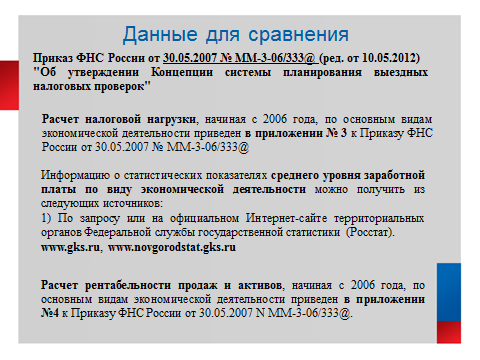 Данные для сравнения
Приказ ФНС России от 30.05.2007 № ММ-3-06/333@ (ред. от 10.05.2012)
"Об утверждении Концепции системы планирования выездных
налоговых проверок"
Расчет налоговой нагрузки, начиная с 2006 года, по основным видам
экономической деятельности приведен в приложении № 3 к Приказу ФНС
России от 30.05.2007 № ММ-3-06/333@
Информацию о статистических показателях среднего уровня заработной
платы по виду экономической деятельности можно получить из
следующих источников:
1) По запросу или на официальном Интернет-сайте территориальных
органов Федеральной службы государственной статистики (Росстат).
www.gks.ru, www.novgorodstat.gks.ru
Расчет рентабельности продаж и активов, начиная с 2006 года, по
основным видам экономической деятельности приведен в приложении
№4 к Приказу ФНС России от 30.05.2007 N ММ-3-06/333@.